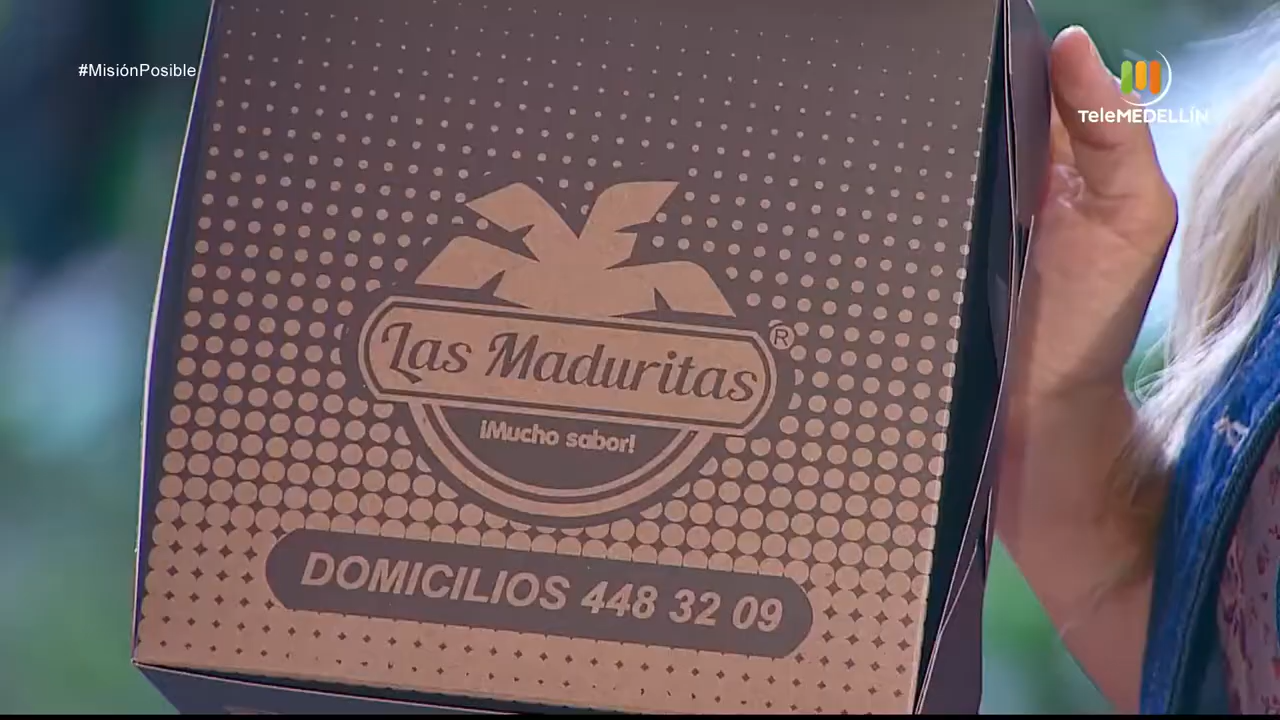 #MisiónPosible
TeleMEDELLÍN
Las Maduritas ®
¡Mucho sabor!
DOMICILIOS 448 32 09